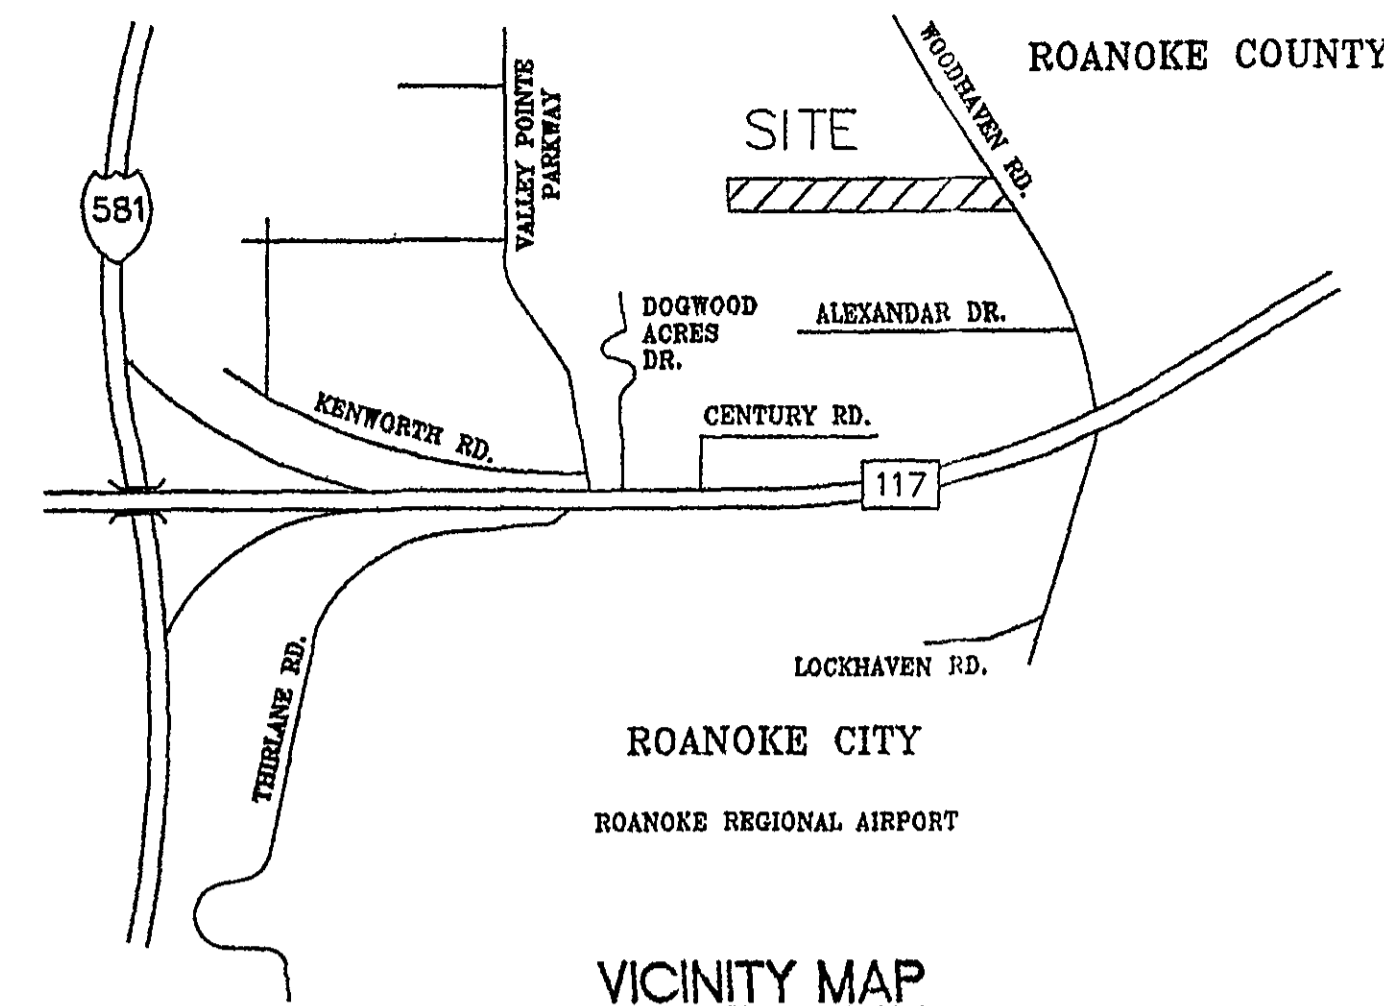 ROANOKE COUNTY
WOODHAVEN RD.
VALLEY POINTE
PARKWAY
SITE
581
DOGWOOD
ACRES
DR.
ALEXANDAR DR.
KENWORTH RD.
CENTURY RD.
117
THIRLANE RD.
LOCKHAVEN RD.
ROANOKE CITY
ROANOKE REGIONAL AIRPORT
VICINITY MAP